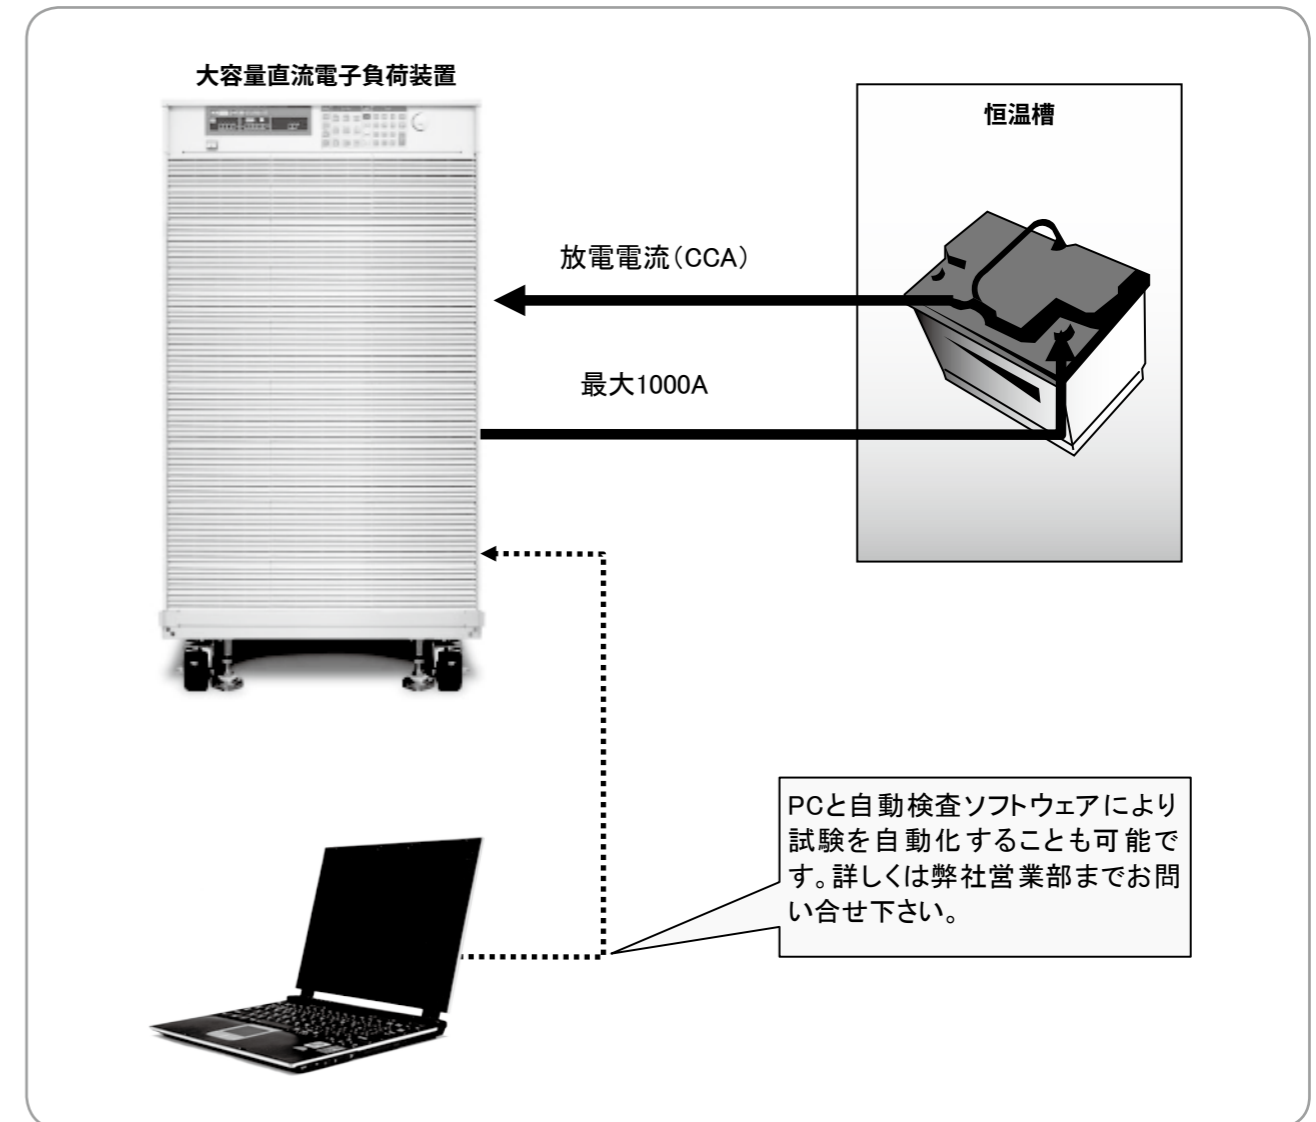 大容量直流電子負荷装置
恒温槽
放電電流（CCA）
最大1000A
PCと自動検査ソフトウェアにより
試験を自動化することも可能で
す。詳しくは弊社営業部までお問
い合せ下さい。